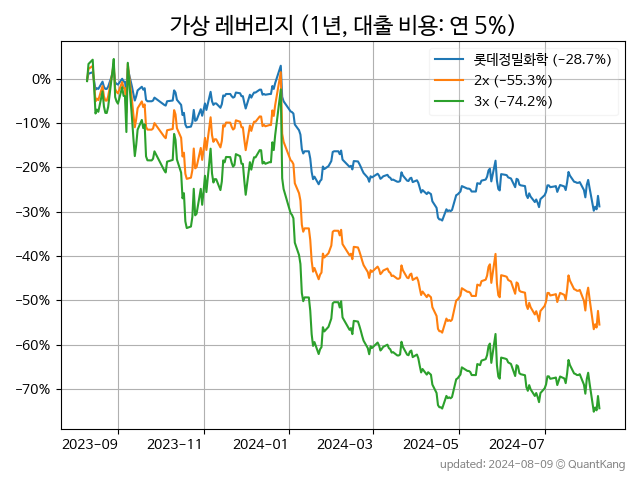 가상 레버리지 (1년, 대출 비용: 연 5%)
롯데정밀화학 (−28.7%)
2x (−55.3%)
3x (−74.2%)
0%
−10%
−20%
−30%
−40%
−50%
−60%
−70%
2023-09
2023-11
2024-01
2024-03
2024-05
2024-07
updated: 2024-08-09 © QuantKang